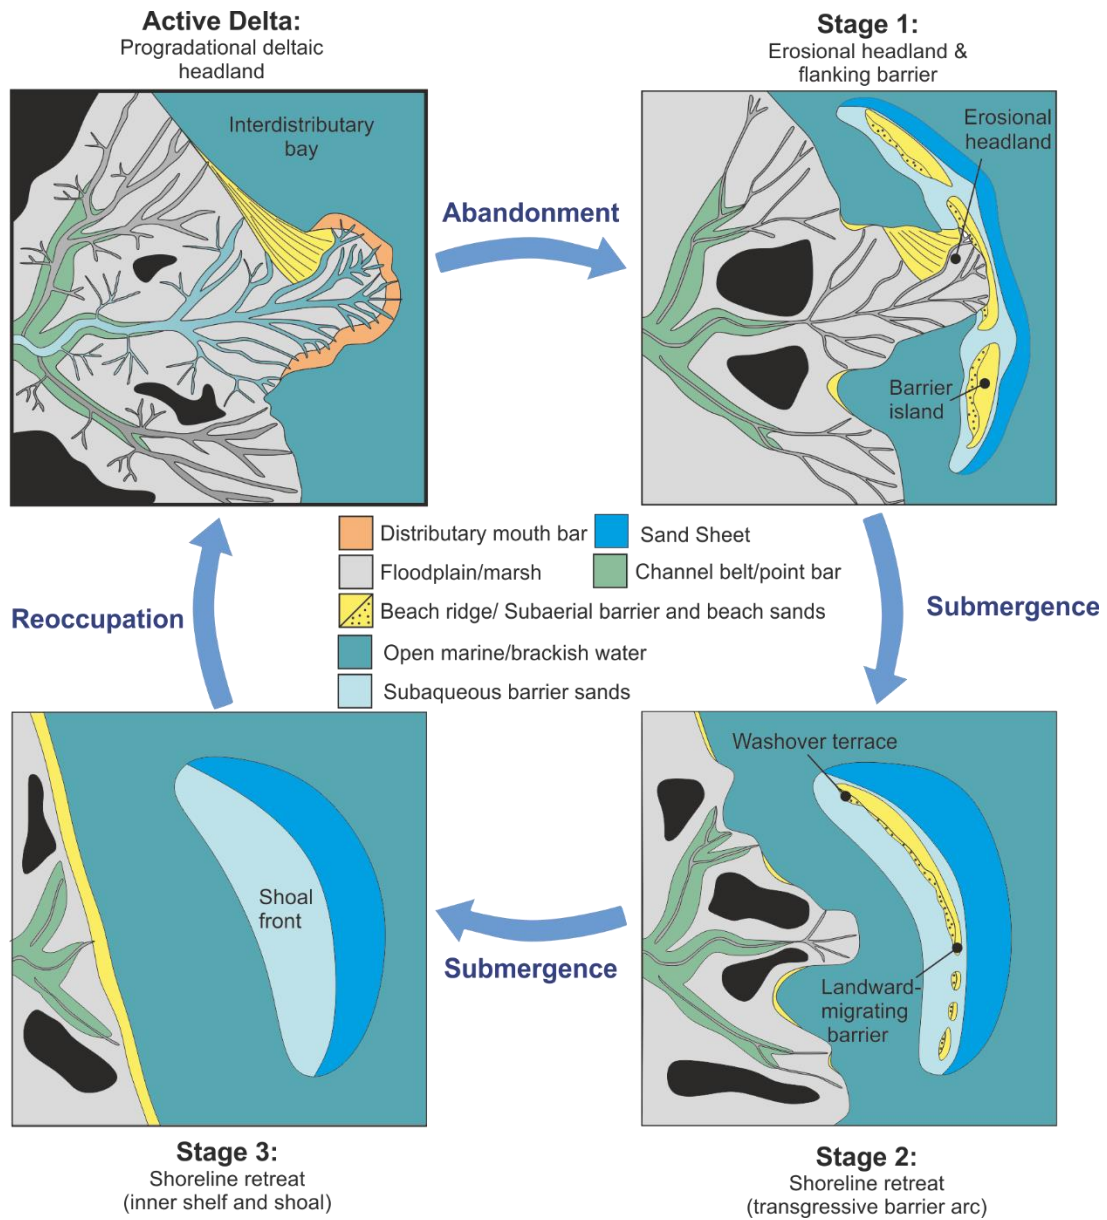 Active Delta:
Progradational deltaic
headland
Stage 1:
Erosional headland &
flanking barrier
Interdistributary
bay
Abandonment
Erosional
headland
Barrier
island
Distributary mouth bar
Sand Sheet
Floodplain/marsh
Channel belt/point bar
Beach ridge/ Subaerial barrier and beach sands
Open marine/brackish water
Subaqueous barrier sands
Reoccupation
Submergence
Washover terrace
Landward-
migrating
barrier
Shoal
front
Submergence
Stage 3:
Shoreline retreat
(inner shelf and shoal)
Stage 2:
Shoreline retreat
(transgressive barrier arc)